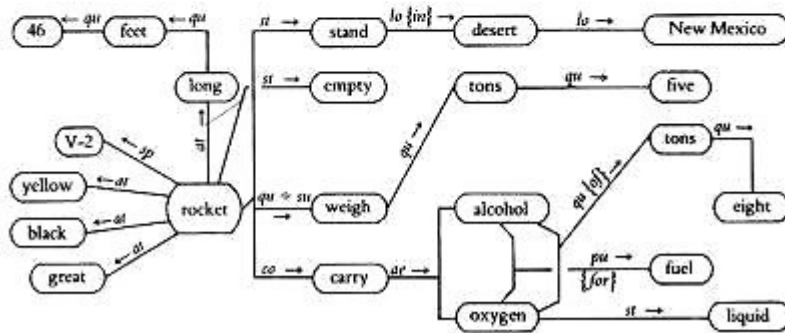 46 ← qu feet ← qu
st → stand lo {in} → desert lo → New Mexico
long
st → empty
tons qu → five
at →
V-2 ← sp
qu →
tons qu →
yellow ← at
rocket
qu ÷ su → weigh
alcohol
qu {of} →
eight
black ← at
great ← at
co → carry ar →
pu → {for} fuel
oxygen st → liquid